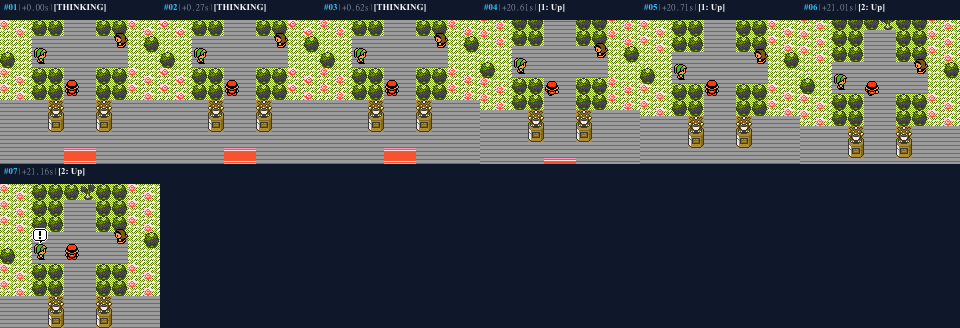 #01|+0.00s|[THINKING]
#02|+0.27s|[THINKING]
#03|+0.62s|[THINKING]
#04|+20.61s|[1: Up]
#05|+20.71s|[1: Up]
#06|+21.01s|[2: Up]
#07|+21.16s|[2: Up]
!